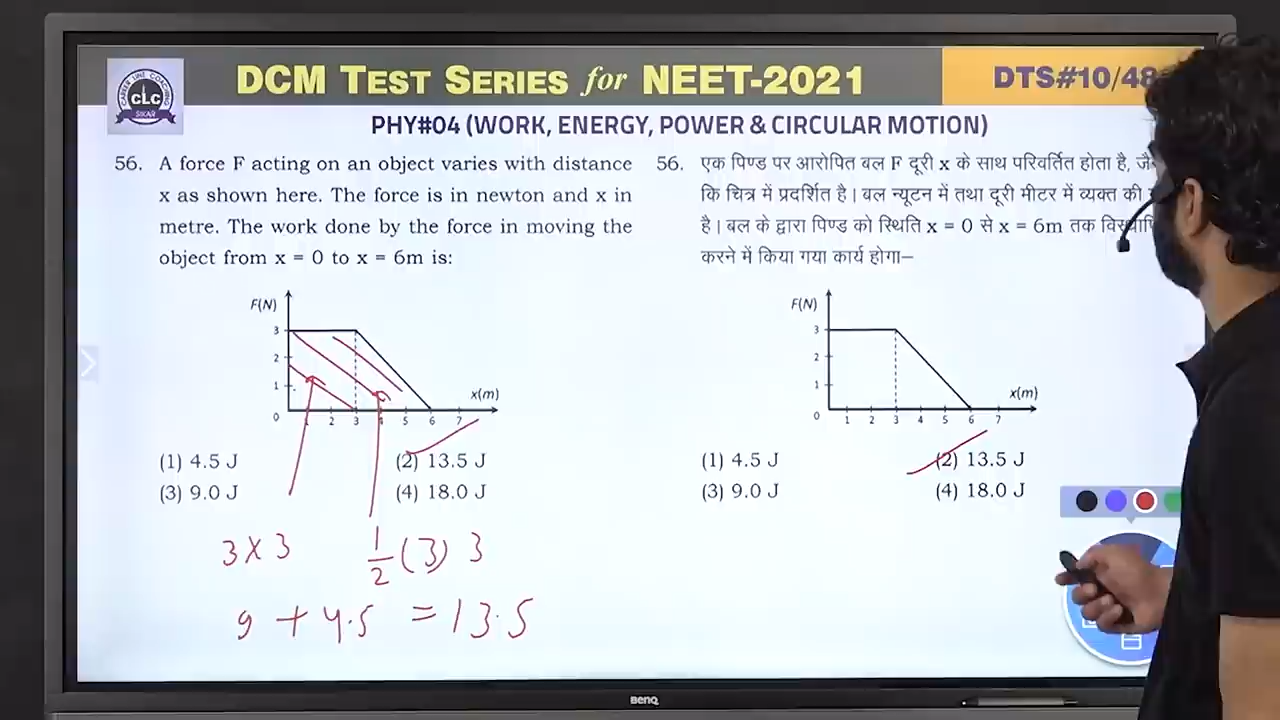 DCM TEST SERIES for NEET-2021
DTS#10/48
CAREER LINE COACHING
CLC
SIKAR
PHY#04 (WORK, ENERGY, POWER & CIRCULAR MOTION)
56. A force F acting on an object varies with distance
x as shown here. The force is in newton and x in
metre. The work done by the force in moving the
object from x = 0 to x = 6m is:
F(N)
3
2
1
0
1 2 3 4 5 6 7
x(m)
(1) 4.5 J (2) 13.5 J
(3) 9.0 J (4) 18.0 J
3 x 3 1/2 (3) 3
9 + 4.5 = 13.5
56. एक पिण्ड पर आरोपित बल F दूरी x के साथ परिवर्तित होता है,
कि चित्र में प्रदर्शित है। बल न्यूटन में तथा दूरी मीटर में व्यक्त की
है। बल के द्वारा पिण्ड को स्थिति x = 0 से x = 6m तक
करने में किया गया कार्य होगा–
F(N)
3
2
1
0
1 2 3 4 5 6 7
x(m)
(1) 4.5 J (2) 13.5 J
(3) 9.0 J (4) 18.0 J
BenQ